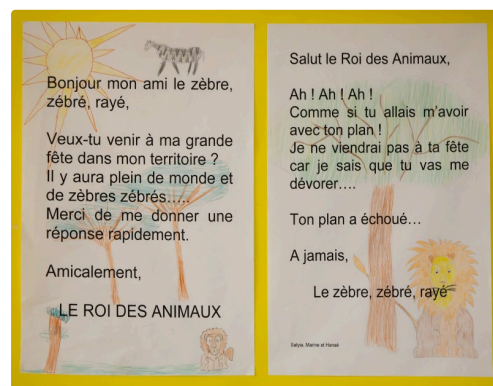 Bonjour mon ami le zèbre,
zébré, rayé,
Veux-tu venir à ma grande
fête dans mon territoire ?
Il y aura plein de monde et
de zèbres zébrés.....
Merci de me donner une
réponse rapidement.
Amicalement,
LE ROI DES ANIMAUX
Salut le Roi des Animaux,
Ah ! Ah ! Ah !
Comme si tu allais m'avoir
avec ton plan !
Je ne viendrai pas à ta fête
car je sais que tu vas me
dévorer....
Ton plan a échoué...
A jamais,
Le zèbre, zébré, rayé
Marine et